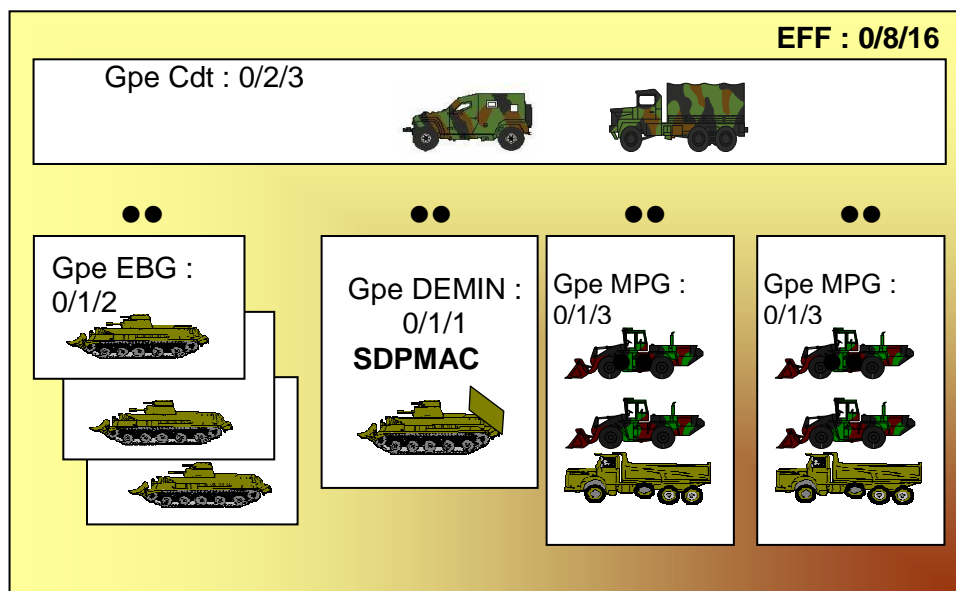 EFF : 0/8/16
Gpe Cdt : 0/2/3
Gpe EBG :
0/1/2
Gpe DEMIN :
0/1/1
SDPMAC
Gpe MPG :
0/1/3
Gpe MPG :
0/1/3